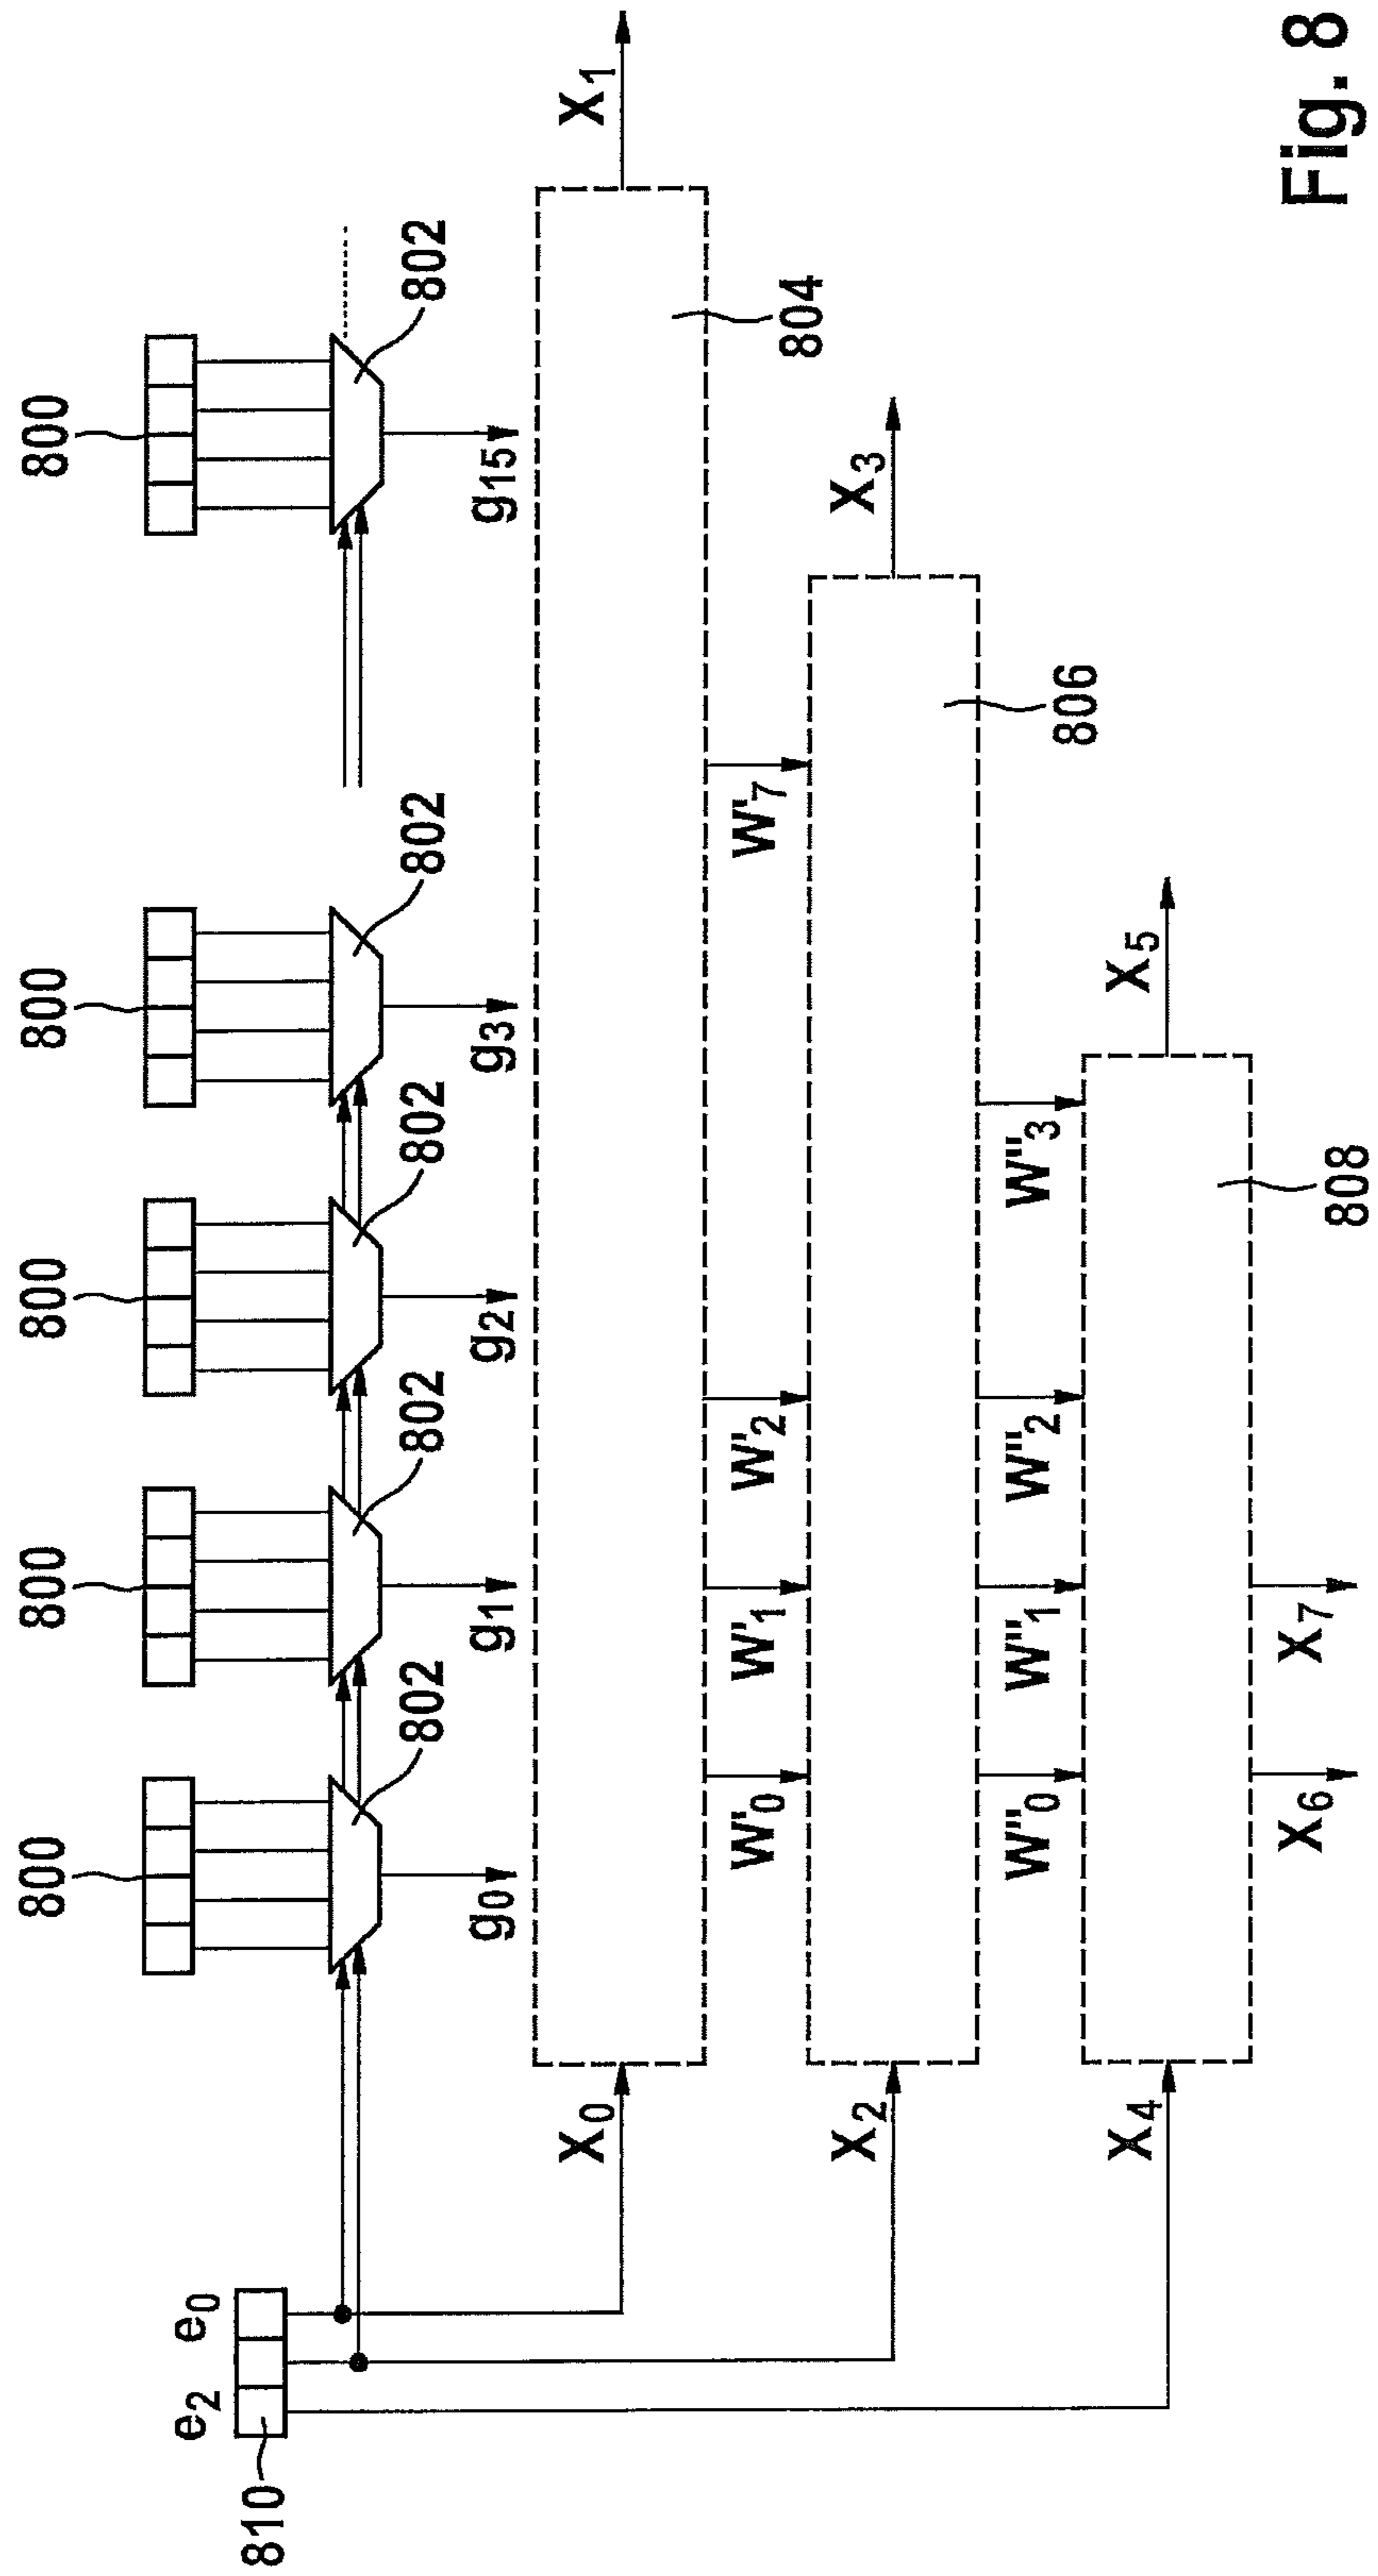 800 800 800 800 800
802 802 802 802 802
e2 e0
810
g0 g1 g2 g3 g15
X0 X1
804
W'0 W'1 W'2 W'7
X2 X3
806
W"0 W"1 W"2 W"3
X4 X5
808
X6 X7
Fig. 8